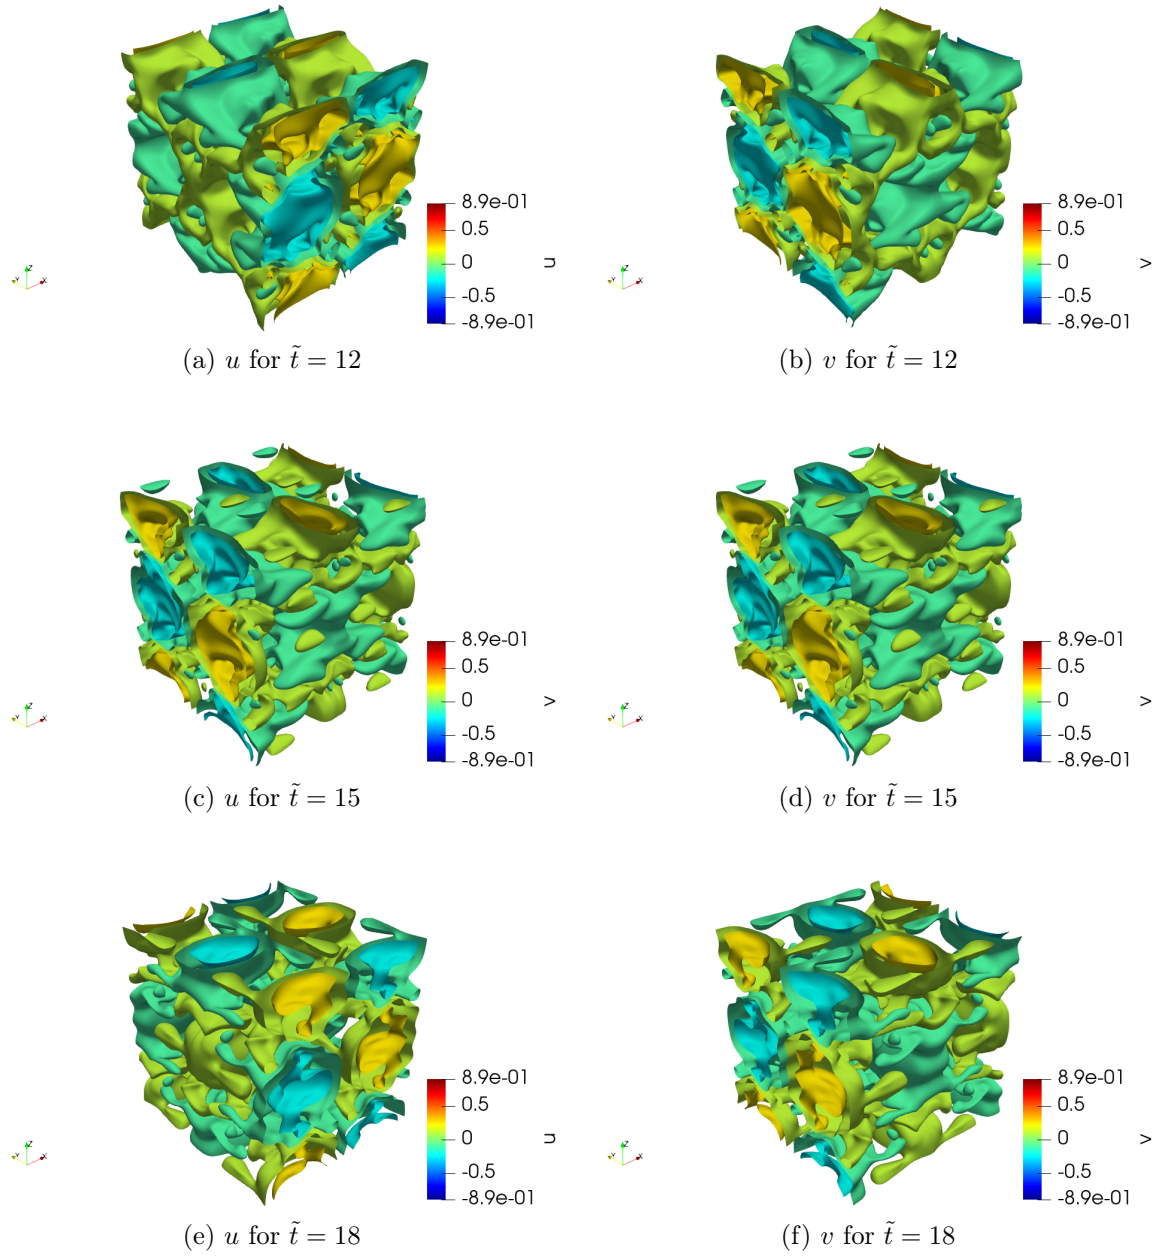 8.9e-01
0.5
0
-0.5
-8.9e-01
u
Z
Y
X
(a) u for t̃ = 12
8.9e-01
0.5
0
-0.5
-8.9e-01
v
Z
Y
X
(b) v for t̃ = 12
8.9e-01
0.5
0
-0.5
-8.9e-01
v
Z
Y
X
(c) u for t̃ = 15
8.9e-01
0.5
0
-0.5
-8.9e-01
v
Z
Y
X
(d) v for t̃ = 15
8.9e-01
0.5
0
-0.5
-8.9e-01
u
Z
Y
X
(e) u for t̃ = 18
8.9e-01
0.5
0
-0.5
-8.9e-01
v
Z
Y
X
(f) v for t̃ = 18